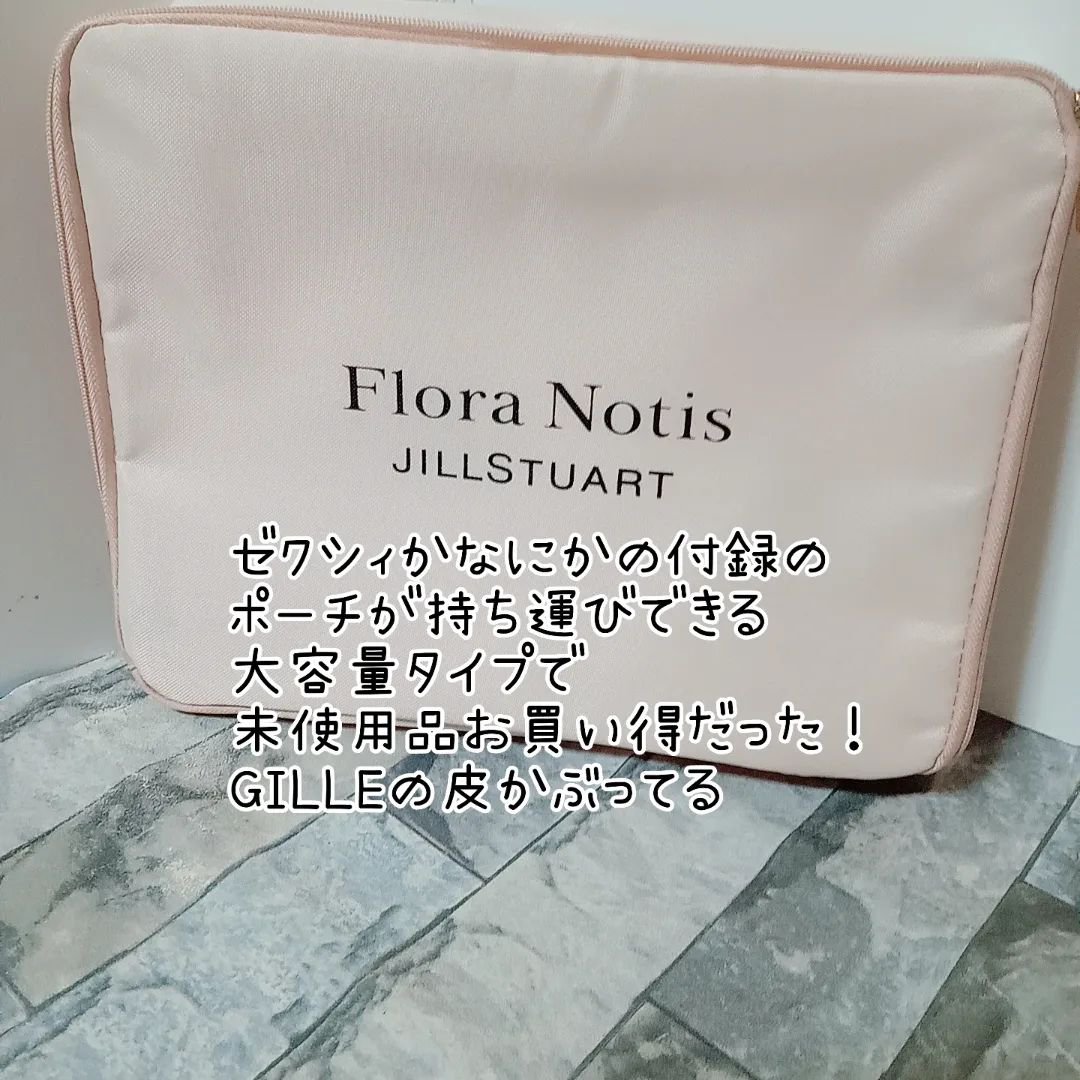 Flora Notis
JILLSTUART
ゼクシィかなにかの付録の
ポーチが持ち運びできる
大容量タイプで
未使用品お買い得だった！
GILLEの皮かぶってる